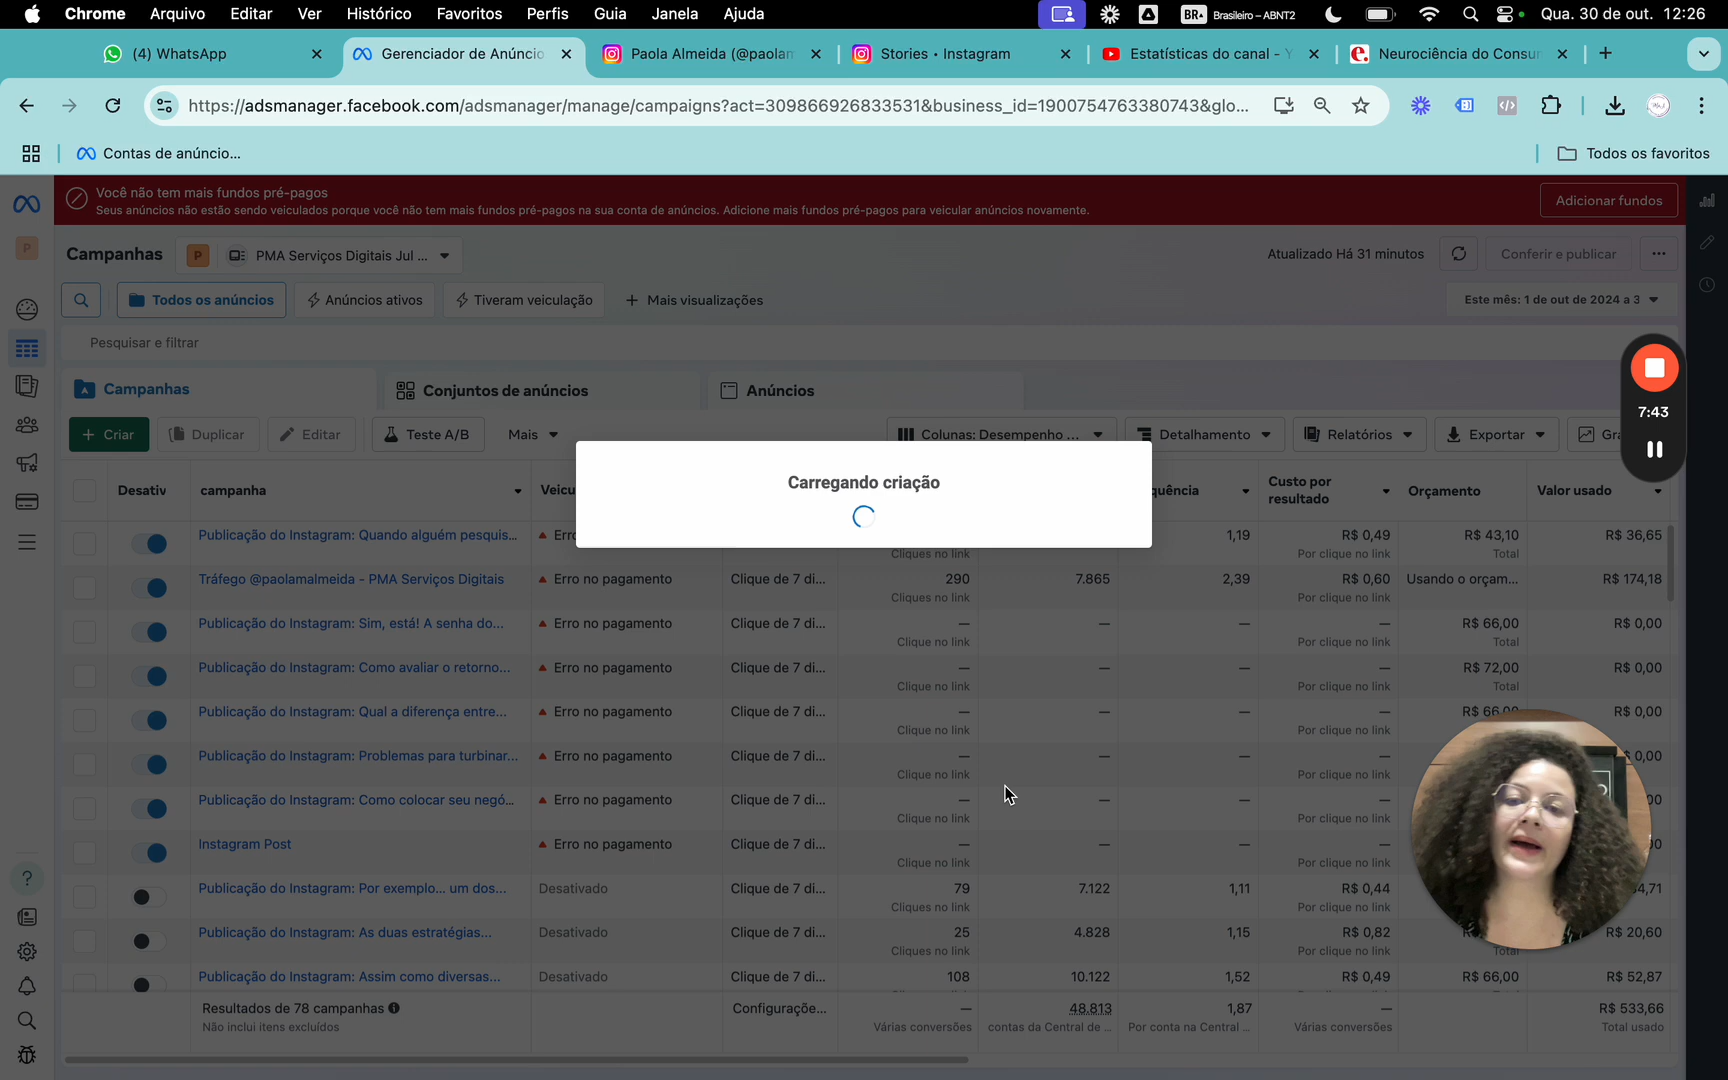 Chrome Arquivo Editar Ver Histórico Favoritos Perfis Guia Janela Ajuda
BR Brasileiro – ABNT2 Qua. 30 de out. 12:26
(4) WhatsApp
Gerenciador de Anúncio
Paola Almeida (@paolam
Stories • Instagram
Estatísticas do canal - Y
Neurociência do Consum
https://adsmanager.facebook.com/adsmanager/manage/campaigns?act=309866926833531&business_id=1900754763380743&glo...
Contas de anúncio...
Todos os favoritos
Você não tem mais fundos pré-pagos
Seus anúncios não estão sendo veiculados porque você não tem mais fundos pré-pagos na sua conta de anúncios. Adicione mais fundos pré-pagos para veicular anúncios novamente.
Adicionar fundos
P
Campanhas
P PMA Serviços Digitais Jul ...
Atualizado Há 31 minutos
Conferir e publicar
...
Todos os anúncios
Anúncios ativos
Tiveram veiculação
+ Mais visualizações
Este mês: 1 de out de 2024 a 3
Pesquisar e filtrar
Campanhas
Conjuntos de anúncios
Anúncios
7:43
+ Criar
Duplicar
Editar
Teste A/B
Mais
Colunas: Desempenho ...
Detalhamento
Relatórios
Exportar
Gr
Carregando criação
Desativ campanha Veicu quência Custo por resultado Orçamento Valor usado
Publicação do Instagram: Quando alguém pesquis... Erro 1,19 R$ 0,49 R$ 43,10 R$ 36,65
Cliques no link Por clique no link Total
Tráfego @paolamalmeida - PMA Serviços Digitais Erro no pagamento Clique de 7 di... 290 7.865 2,39 R$ 0,60 Usando o orçam... R$ 174,18
Cliques no link Por clique no link
Publicação do Instagram: Sim, está! A senha do... Erro no pagamento Clique de 7 di... — — — — R$ 66,00 R$ 0,00
Clique no link Por clique no link Total
Publicação do Instagram: Como avaliar o retorno... Erro no pagamento Clique de 7 di... — — — — R$ 72,00 R$ 0,00
Clique no link Por clique no link Total
Publicação do Instagram: Qual a diferença entre... Erro no pagamento Clique de 7 di... — — — — R$ 66,00 R$ 0,00
Clique no link Por clique no link
Publicação do Instagram: Problemas para turbinar... Erro no pagamento Clique de 7 di... — — — — 0,00
Clique no link Por clique no link
Publicação do Instagram: Como colocar seu negó... Erro no pagamento Clique de 7 di... — — — — 00
Clique no link Por clique no link
Instagram Post Erro no pagamento Clique de 7 di... — — — —
Clique no link Por clique no link
Publicação do Instagram: Por exemplo... um dos... Desativado Clique de 7 di... 79 7.122 1,11 R$ 0,44 4,71
Cliques no link Por clique no link
Publicação do Instagram: As duas estratégias... Desativado Clique de 7 di... 25 4.828 1,15 R$ 0,82 R$ 20,60
Cliques no link Por clique no link Total
Publicação do Instagram: Assim como diversas... Desativado Clique de 7 di... 108 10.122 1,52 R$ 0,49 R$ 66,00 R$ 52,87
Resultados de 78 campanhas Configuraçõe... — 48.813 1,87 — R$ 533,66
Não inclui itens excluídos Várias conversões contas da Central de ... Por conta na Central ... Várias conversões Total usado